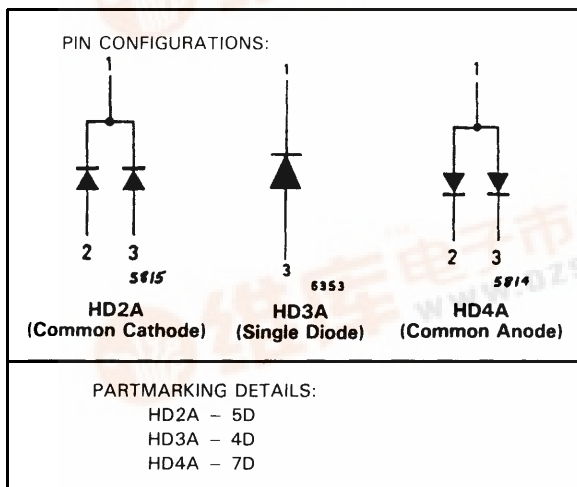 PIN CONFIGURATIONS:
1
1
1
2 3
5815
3
6353
2 3
5814
HD2A
(Common Cathode)
HD3A
(Single Diode)
HD4A
(Common Anode)
PARTMARKING DETAILS:
HD2A – 5D
HD3A – 4D
HD4A – 7D